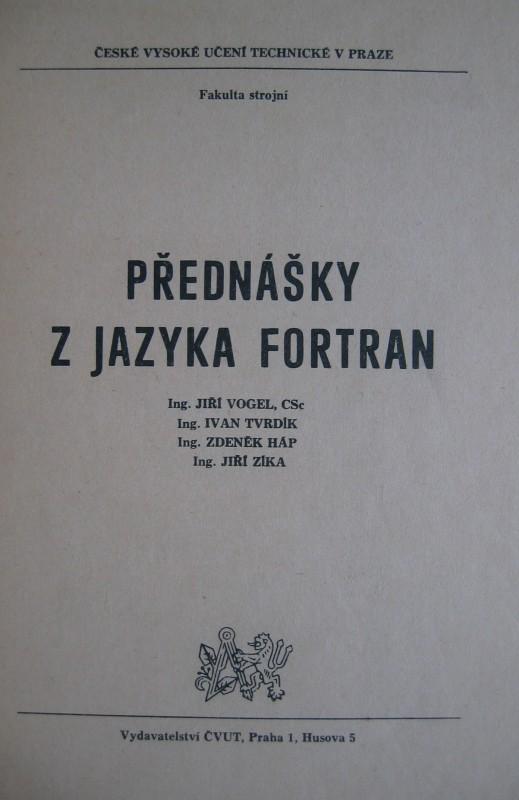 ČESKÉ VYSOKÉ UČENÍ TECHNICKÉ V PRAZE
Fakulta strojní
PŘEDNÁŠKY
Z JAZYKA FORTRAN
Ing. JIŘÍ VOGEL, CSc
Ing. IVAN TVRDÍK
Ing. ZDENĚK HÁP
Ing. JIŘÍ ZÍKA
Vydavatelství ČVUT, Praha 1, Husova 5